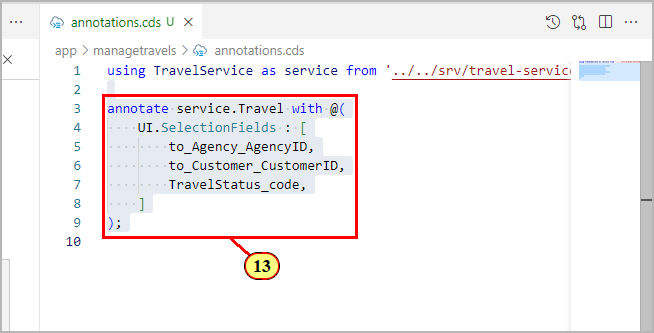 annotations.cds U
app > managetravels > annotations.cds
1 using TravelService as service from '../../srv/travel-service
2
3 annotate service.Travel with @(
4 UI.SelectionFields : [
5 to_Agency_AgencyID,
6 to_Customer_CustomerID,
7 TravelStatus_code,
8 ]
9 );
10
13